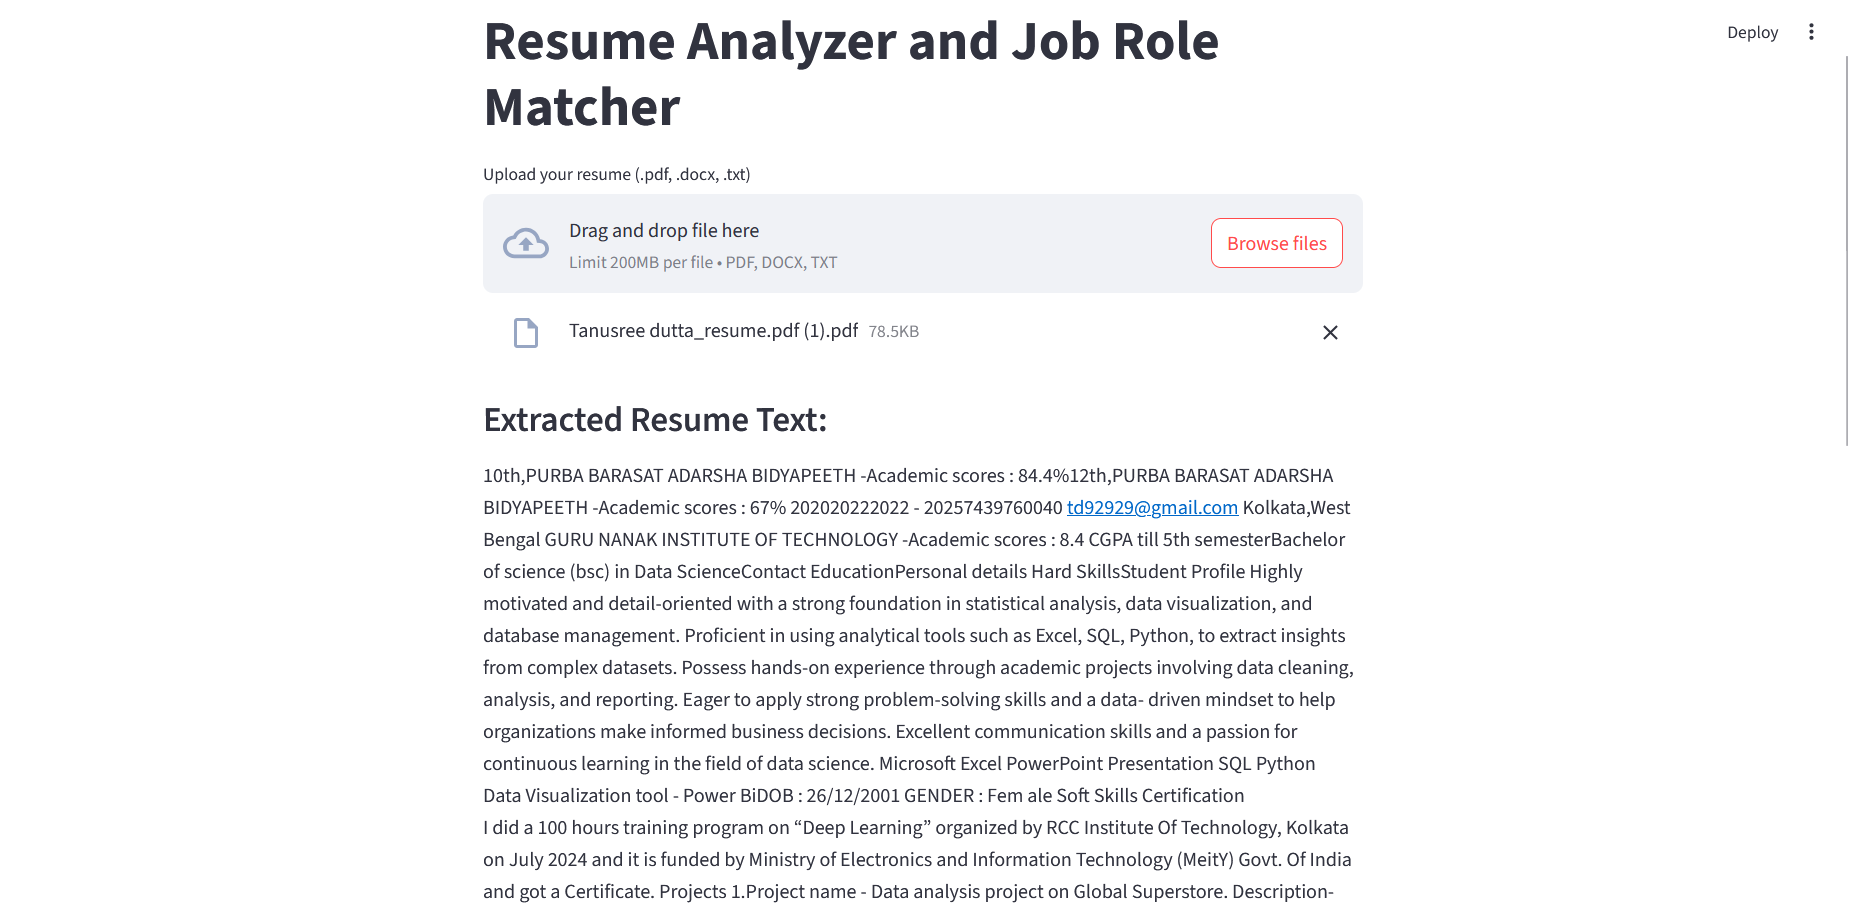 Deploy
Resume Analyzer and Job Role
Matcher
Upload your resume (.pdf, .docx, .txt)
Drag and drop file here
Limit 200MB per file • PDF, DOCX, TXT
Browse files
Tanusree dutta_resume.pdf (1).pdf 78.5KB
Extracted Resume Text:
10th,PURBA BARASAT ADARSHA BIDYAPEETH -Academic scores : 84.4%12th,PURBA BARASAT ADARSHA
BIDYAPEETH -Academic scores : 67% 202020222022 - 20257439760040 td92929@gmail.com Kolkata,West
Bengal GURU NANAK INSTITUTE OF TECHNOLOGY -Academic scores : 8.4 CGPA till 5th semesterBachelor
of science (bsc) in Data ScienceContact EducationPersonal details Hard SkillsStudent Profile Highly
motivated and detail-oriented with a strong foundation in statistical analysis, data visualization, and
database management. Proficient in using analytical tools such as Excel, SQL, Python, to extract insights
from complex datasets. Possess hands-on experience through academic projects involving data cleaning,
analysis, and reporting. Eager to apply strong problem-solving skills and a data- driven mindset to help
organizations make informed business decisions. Excellent communication skills and a passion for
continuous learning in the field of data science. Microsoft Excel PowerPoint Presentation SQL Python
Data Visualization tool - Power BiDOB : 26/12/2001 GENDER : Fem ale Soft Skills Certification
I did a 100 hours training program on “Deep Learning” organized by RCC Institute Of Technology, Kolkata
on July 2024 and it is funded by Ministry of Electronics and Information Technology (MeitY) Govt. Of India
and got a Certificate. Projects 1.Project name - Data analysis project on Global Superstore. Description-